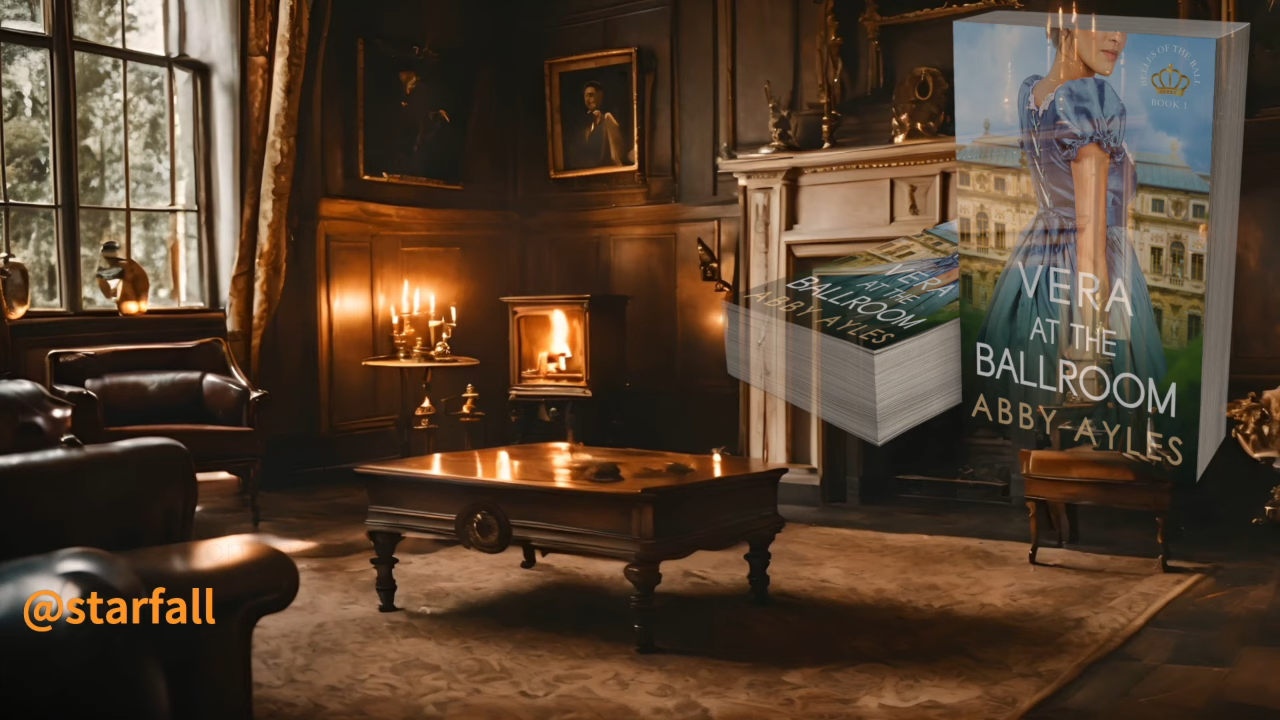 BELLES OF THE BALL
BOOK 1
VERA
AT THE
BALLROOM
ABBY AYLES
VERA
AT THE
BALLROOM
ABBY AYLES
@starfall